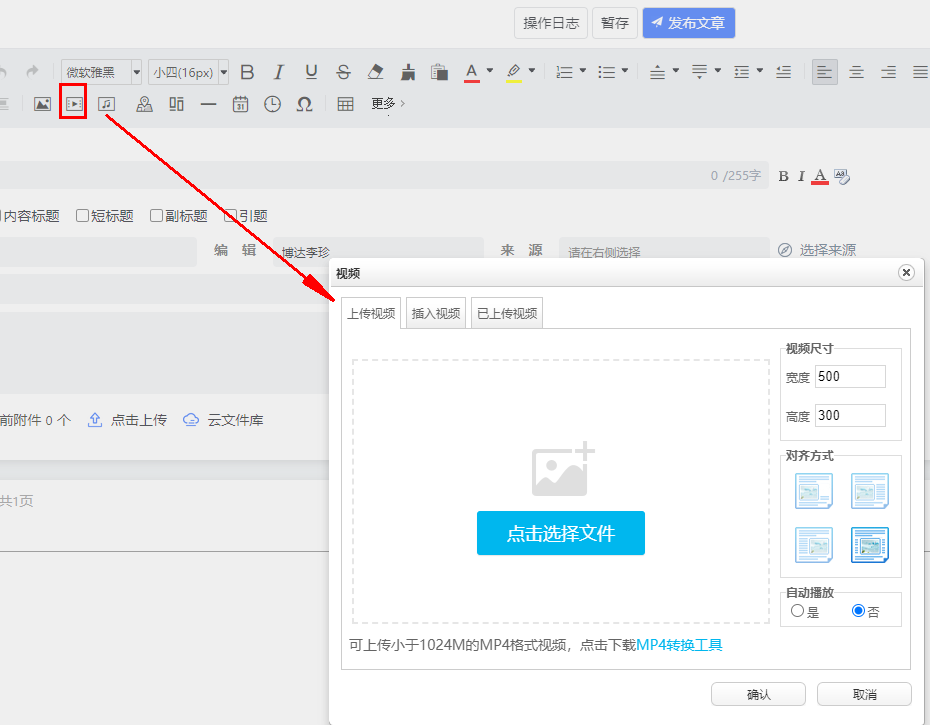 操作日志 暂存 发布文章
微软雅黑 小四(16px) B I U S A
31 Ω 更多
0 /255字 B I A
内容标题 短标题 副标题 引题
编 辑 博达李珍 来 源 请在右侧选择 选择来源
视频
上传视频 插入视频 已上传视频
视频尺寸
宽度 500
高度 300
前附件 0 个 点击上传 云文件库
对齐方式
共1页
点击选择文件
自动播放
是 否
可上传小于1024M的MP4格式视频，点击下载MP4转换工具
确认 取消